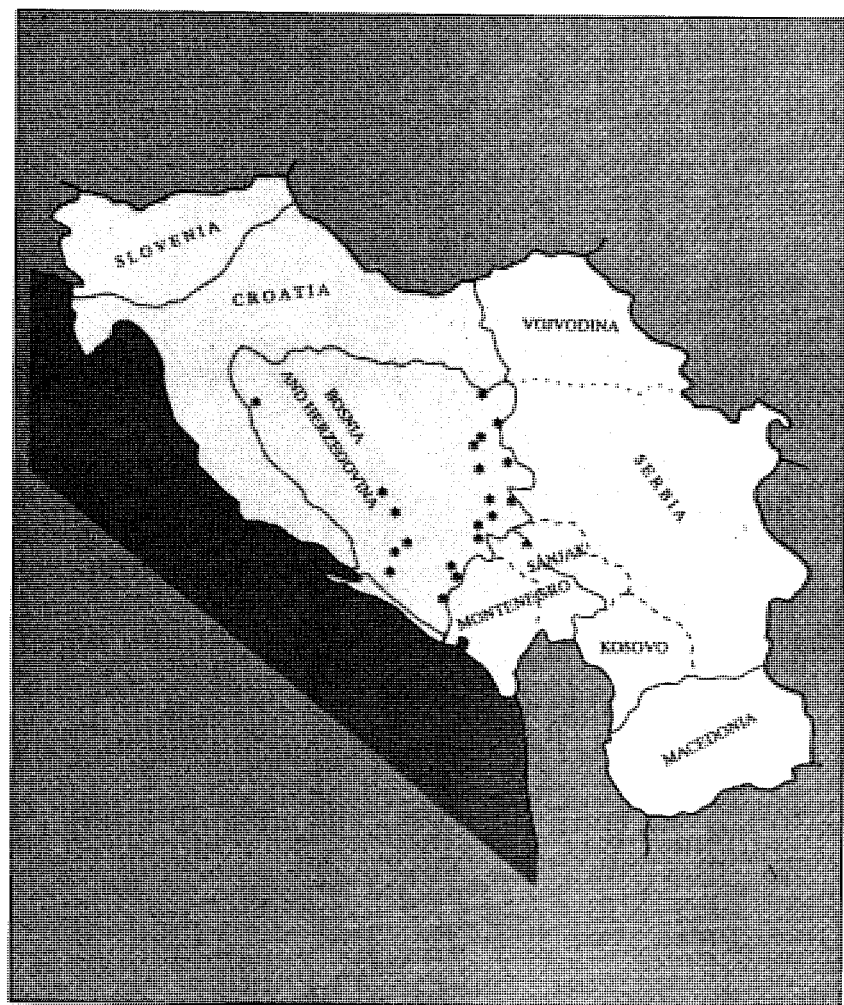 SLOVENIA
CROATIA
VOJVODINA
BOSNIA
AND HERZEGOVINA
SERBIA
SANJAK
MONTENEGRO
KOSOVO
MACEDONIA